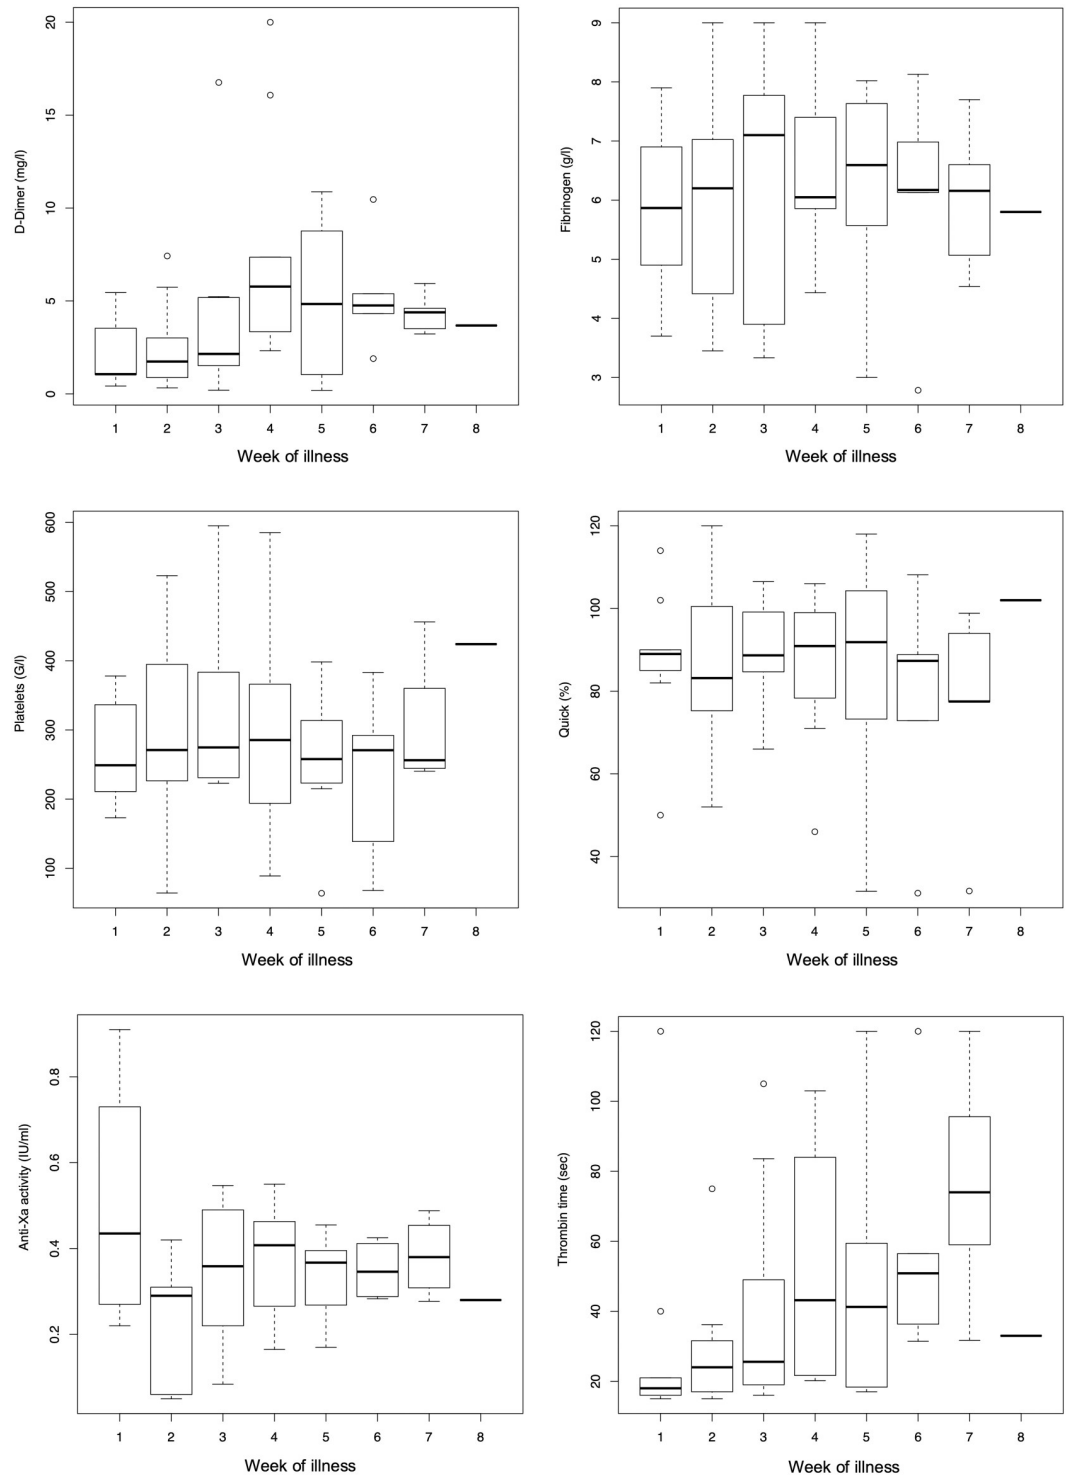 D-Dimer (mg/l)
20
15
10
5
0
1 2 3 4 5 6 7 8
Week of illness
Fibrinogen (g/l)
9
8
7
6
5
4
3
1 2 3 4 5 6 7 8
Week of illness
Platelets (G/l)
600
500
400
300
200
100
1 2 3 4 5 6 7 8
Week of illness
Quick (%)
120
100
80
60
40
1 2 3 4 5 6 7 8
Week of illness
Anti-Xa activity (IU/ml)
0.8
0.6
0.4
0.2
1 2 3 4 5 6 7 8
Week of illness
Thrombin time (sec)
120
100
80
60
40
20
1 2 3 4 5 6 7 8
Week of illness